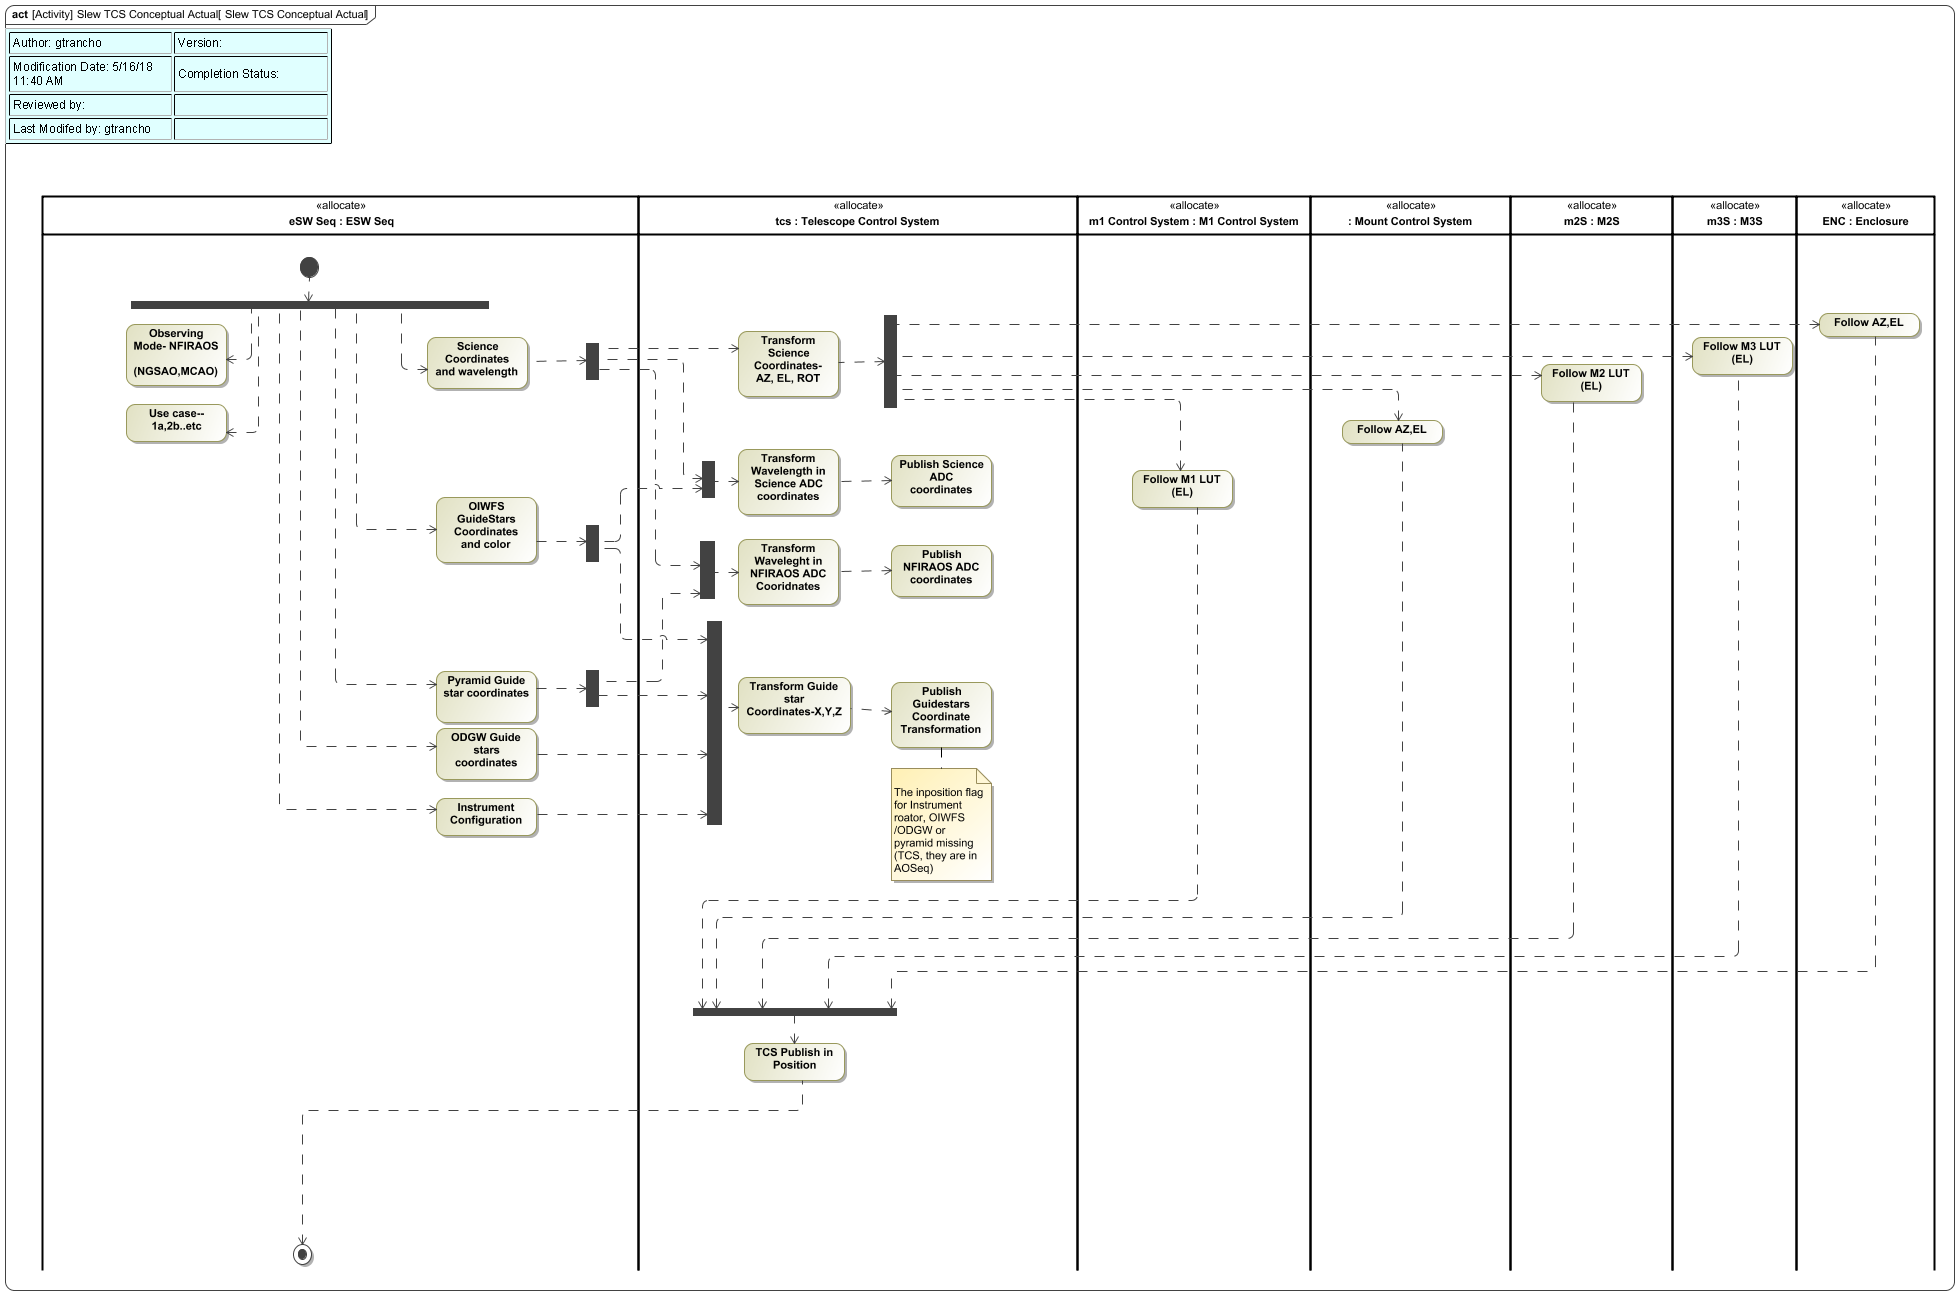 act [Activity] Slew TCS Conceptual Actual[ Slew TCS Conceptual Actual]
Author: gtrancho
Version:
Modification Date: 5/16/18
11:40 AM
Completion Status:
Reviewed by:
Last Modifed by: gtrancho
«allocate»
eSW Seq : ESW Seq
«allocate»
tcs : Telescope Control System
«allocate»
m1 Control System : M1 Control System
«allocate»
: Mount Control System
«allocate»
m2S : M2S
«allocate»
m3S : M3S
«allocate»
ENC : Enclosure
Observing
Mode- NFIRAOS
(NGSAO,MCAO)
Use case--
1a,2b..etc
Science
Coordinates
and wavelength
OIWFS
GuideStars
Coordinates
and color
Pyramid Guide
star coordinates
ODGW Guide
stars
coordinates
Instrument
Configuration
Transform
Science
Coordinates-
AZ, EL, ROT
Transform
Wavelength in
Science ADC
coordinates
Publish Science
ADC
coordinates
Transform
Waveleght in
NFIRAOS ADC
Cooridnates
Publish
NFIRAOS ADC
coordinates
Transform Guide
star
Coordinates-X,Y,Z
Publish
Guidestars
Coordinate
Transformation
The inposition flag
for Instrument
roator, OIWFS
/ODGW or
pyramid missing
(TCS, they are in
AOSeq)
TCS Publish in
Position
Follow M1 LUT
(EL)
Follow AZ,EL
Follow M2 LUT
(EL)
Follow M3 LUT
(EL)
Follow AZ,EL